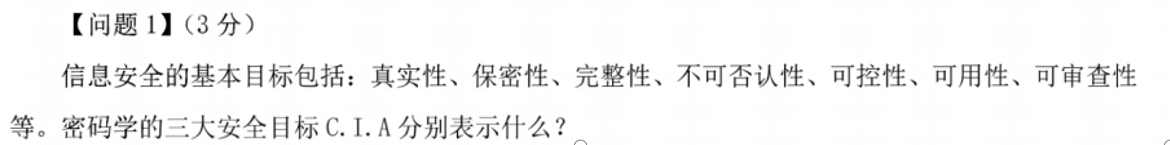 【问题 1】(3 分)
信息安全的基本目标包括：真实性、保密性、完整性、不可否认性、可控性、可用性、可审查性
等。密码学的三大安全目标 C.I.A 分别表示什么?